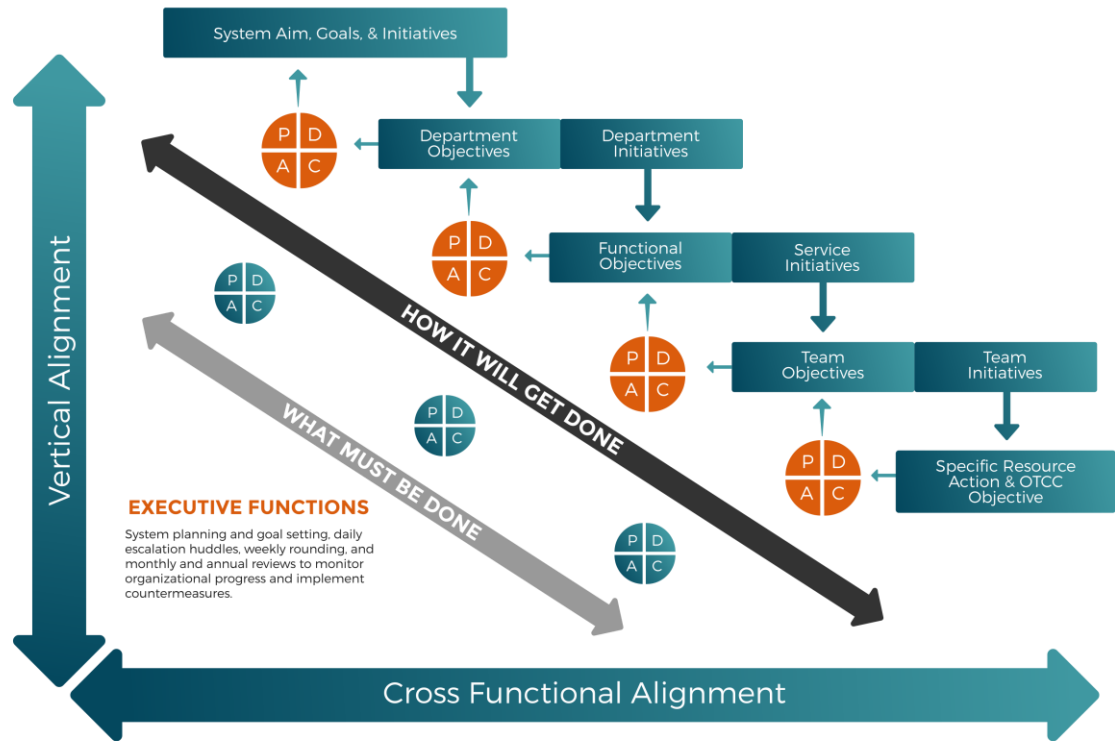 System Aim, Goals, & Initiatives
P D
A C
Department
Objectives
Department
Initiatives
P D
A C
Functional
Objectives
Service
Initiatives
P D
A C
P D
A C
Team
Objectives
Team
Initiatives
P D
A C
P D
A C
Specific Resource
Action & OTCC
Objective
P D
A C
HOW IT WILL GET DONE
WHAT MUST BE DONE
Vertical Alignment
EXECUTIVE FUNCTIONS
System planning and goal setting, daily
escalation huddles, weekly rounding, and
monthly and annual reviews to monitor
organizational progress and implement
countermeasures.
Cross Functional Alignment